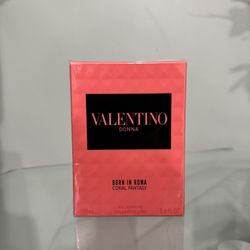 VALENTINO
DONNA
BORN IN ROMA
CORAL FANTASY